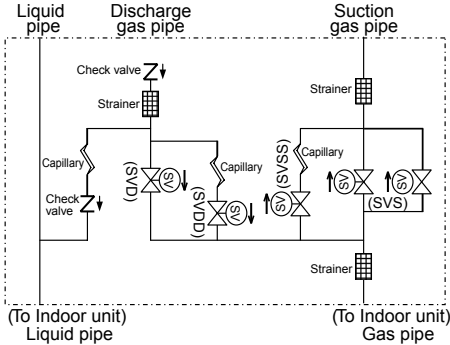 Liquid
pipe
Discharge
gas pipe
Suction
gas pipe
Check valve
Strainer
Strainer
Capillary
Check
valve
(SVD)
SV
Capillary
(SVDD)
SV
(SSAS)
Capillary
SV
SV
SV
(SVS)
Strainer
(To Indoor unit)
Liquid pipe
(To Indoor unit)
Gas pipe